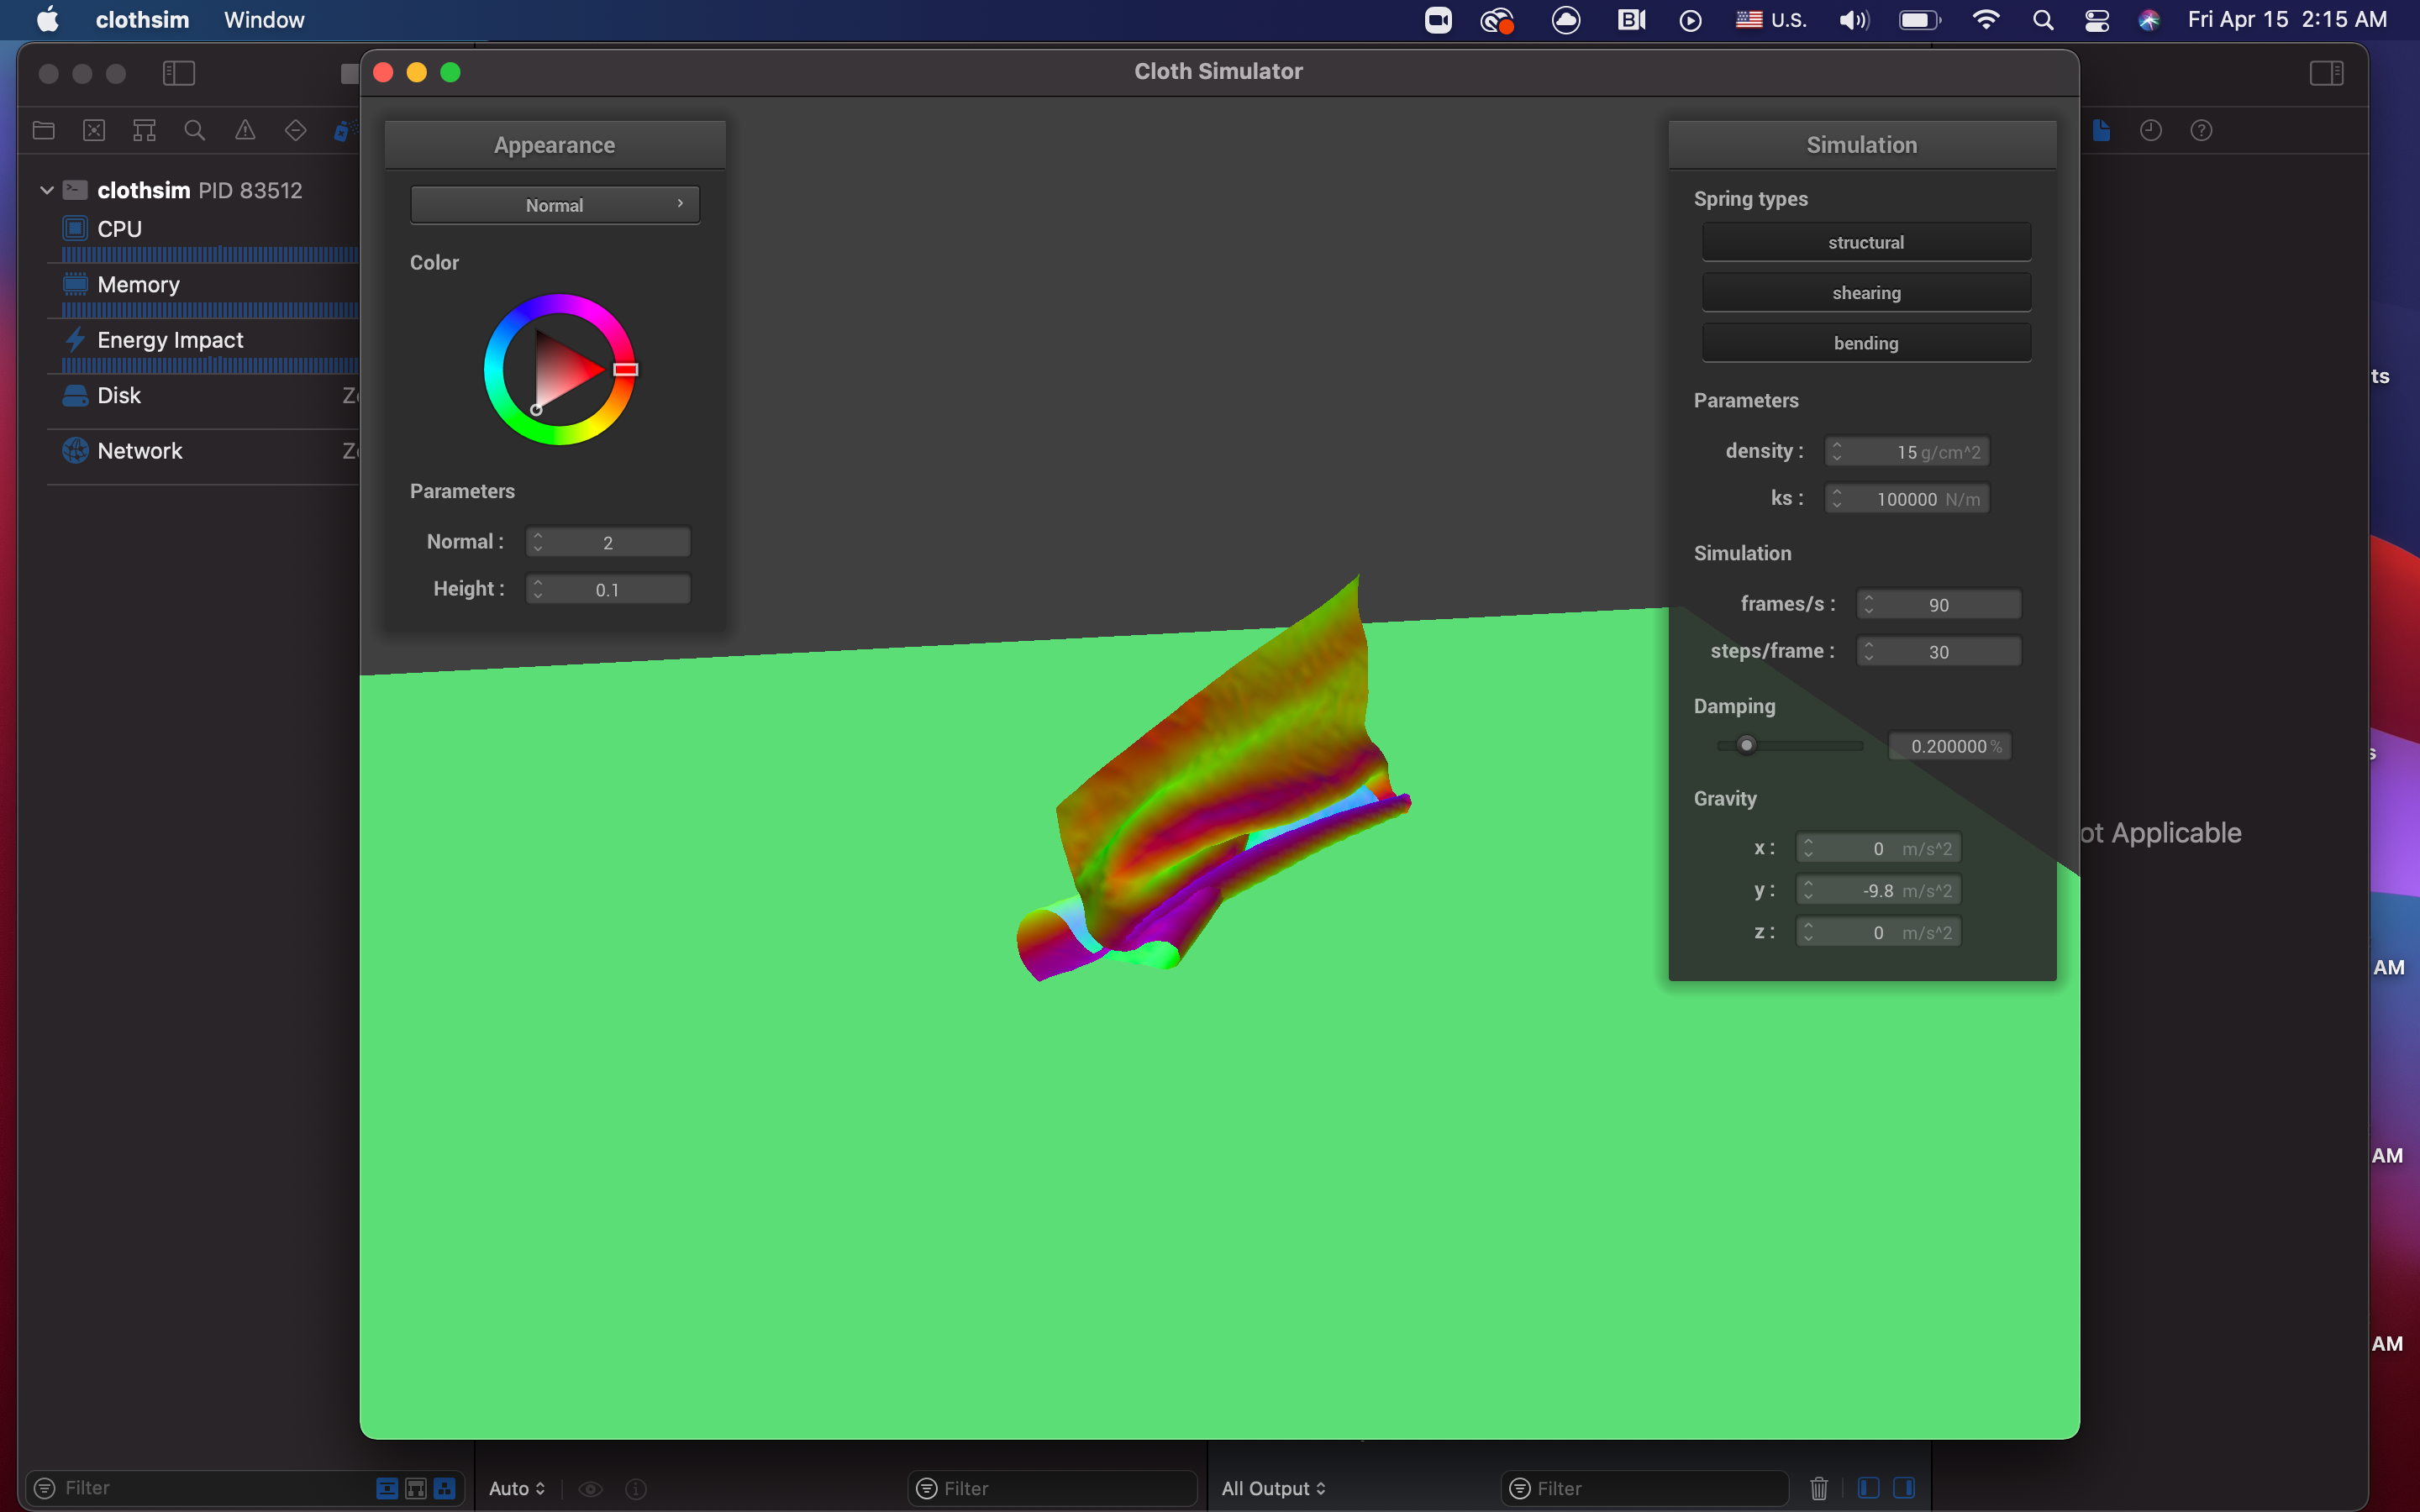 clothsim Window
U.S. Fri Apr 15 2:15 AM
Cloth Simulator
clothsim PID 83512
CPU
Memory
Energy Impact
Disk
Network
Appearance
Normal
Color
Parameters
Normal : 2
Height : 0.1
Simulation
Spring types
structural
shearing
bending
Parameters
density : 15 g/cm^2
ks : 100000 N/m
Simulation
frames/s : 90
steps/frame : 30
Damping
0.200000 %
Gravity
x : 0 m/s^2
y : -9.8 m/s^2
z : 0 m/s^2
ot Applicable
ts
s
AM
AM
AM
Filter
Auto
Filter
All Output
Filter